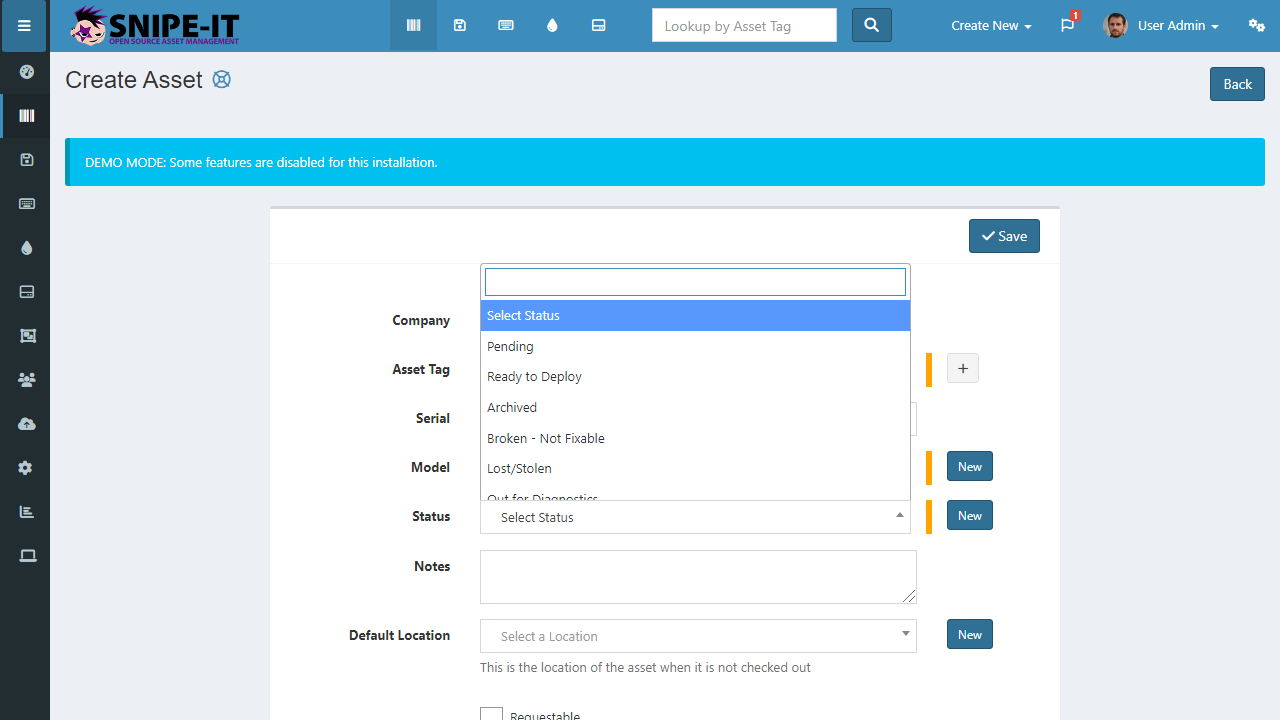 SNIPE-IT
OPEN SOURCE ASSET MANAGEMENT
Lookup by Asset Tag
Create New
1
User Admin
Create Asset
Back
DEMO MODE: Some features are disabled for this installation.
Save
Company
Select Status
Pending
Asset Tag
Ready to Deploy
+
Archived
Serial
Broken - Not Fixable
Model
Lost/Stolen
New
Out for Diagnostics
Status
Select Status
New
Notes
Default Location
Select a Location
New
This is the location of the asset when it is not checked out
Requestable